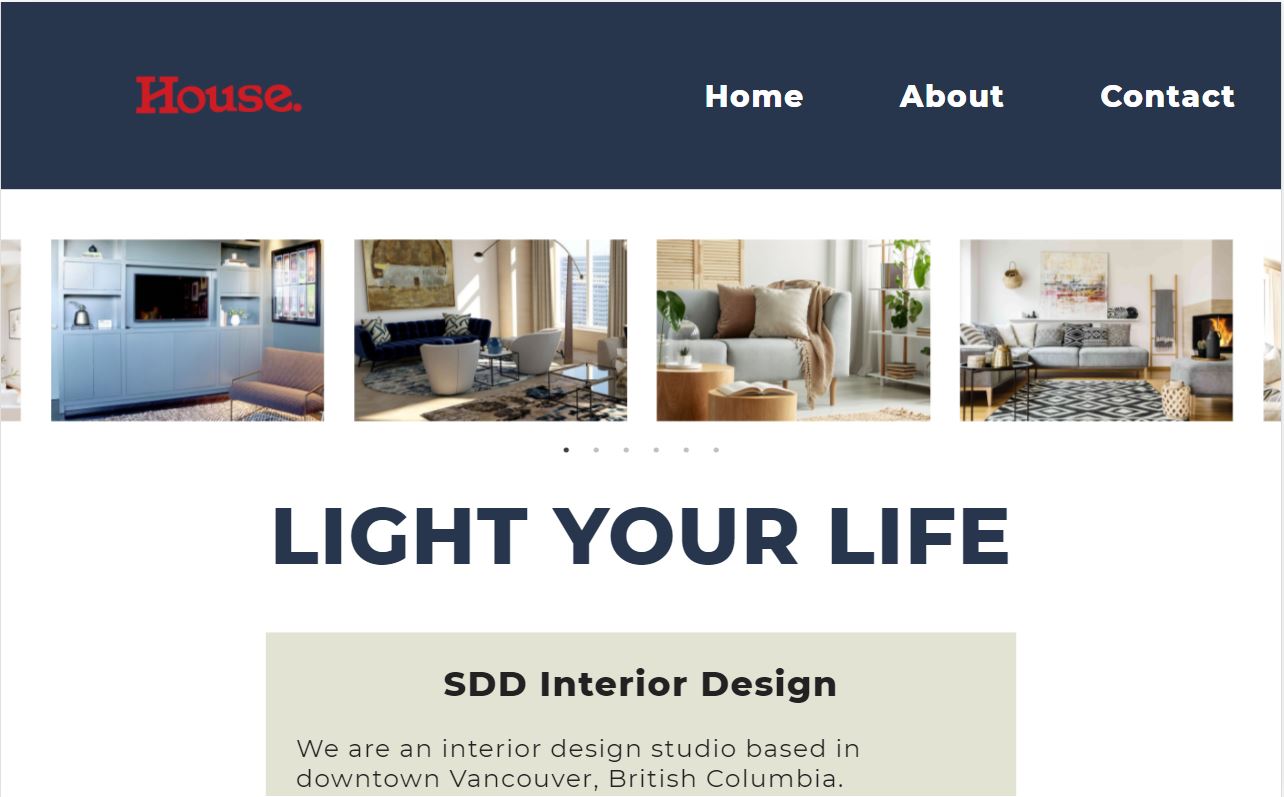 House.
Home About Contact
LIGHT YOUR LIFE
SDD Interior Design
We are an interior design studio based in
downtown Vancouver, British Columbia.